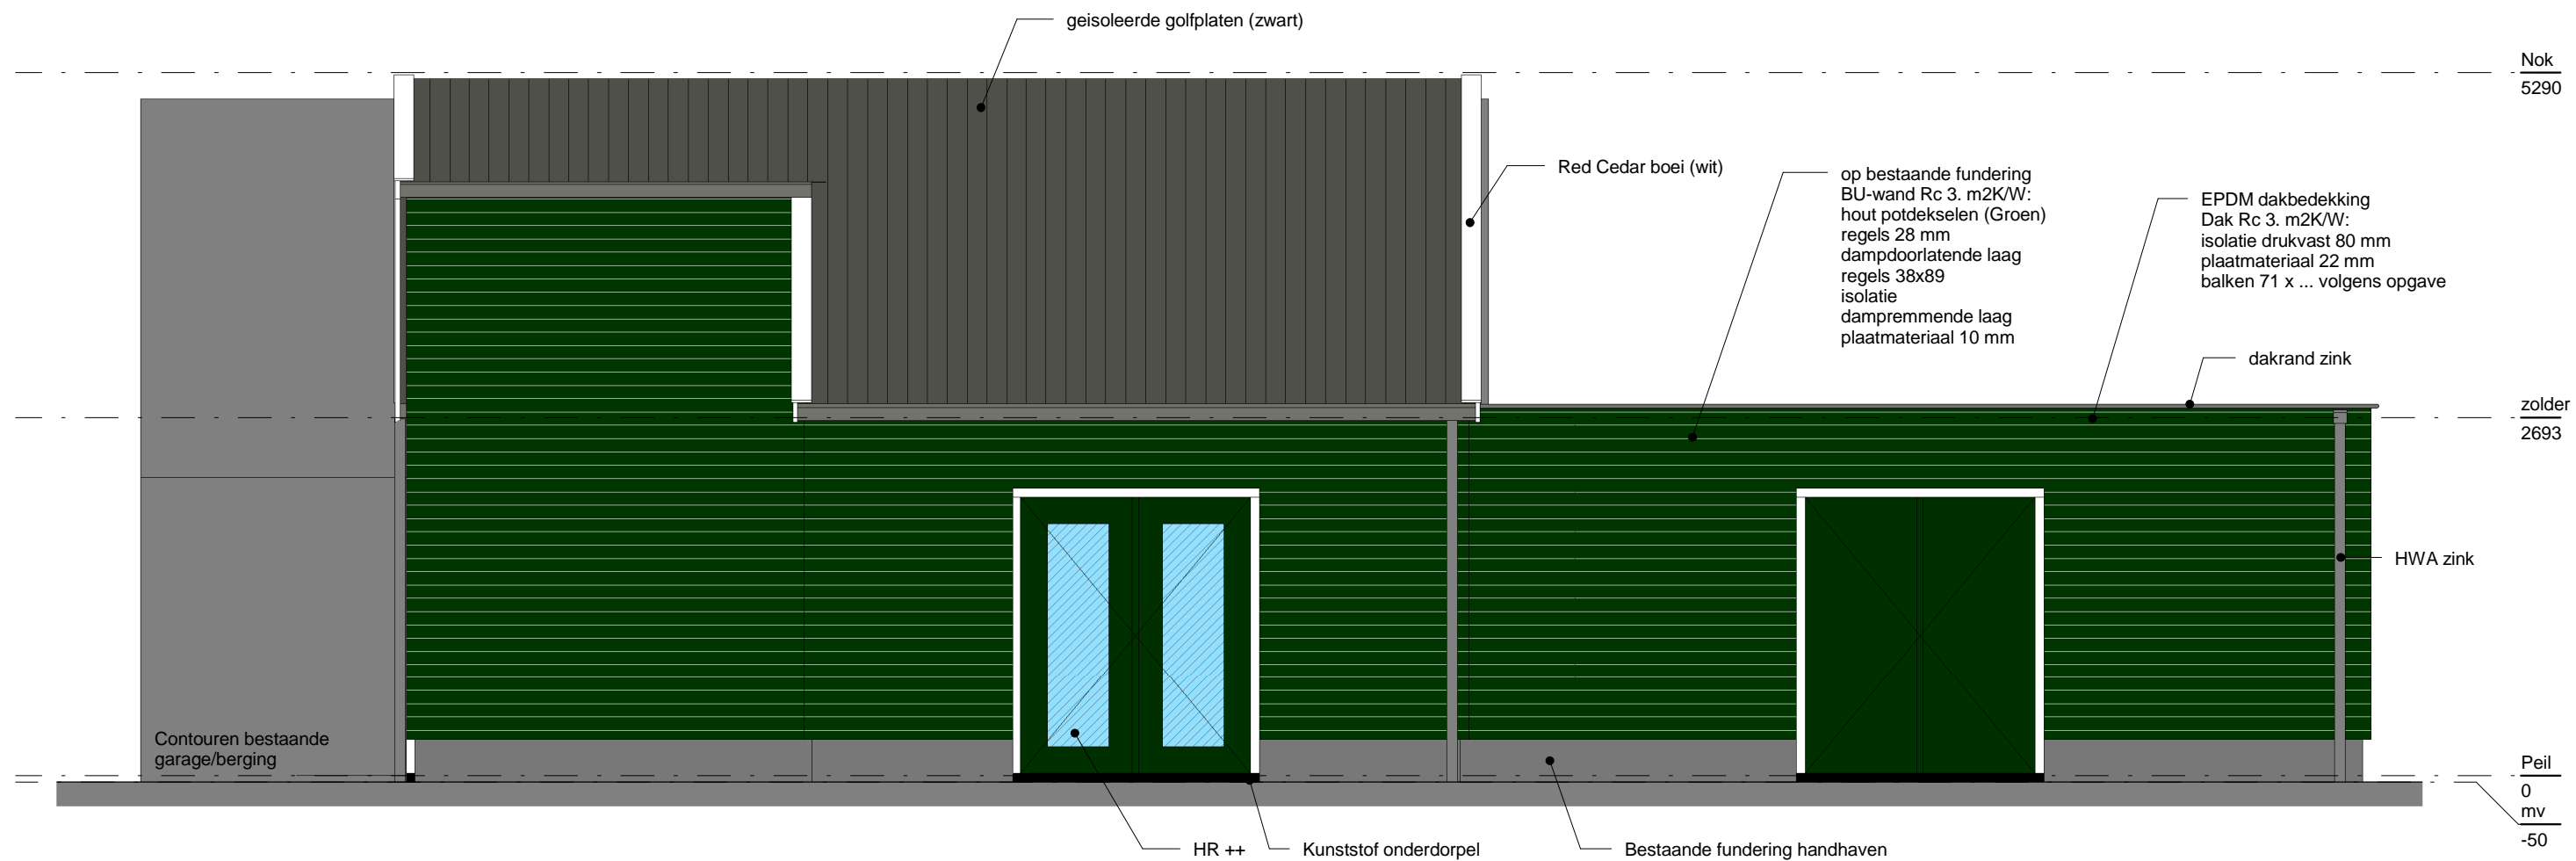 geisoleerde golfplaten (zwart)
Nok
5290
Red Cedar boei (wit)
op bestaande fundering
BU-wand Rc 3. m2K/W:
hout potdekselen (Groen)
regels 28 mm
dampdoorlatende laag
regels 38x89
isolatie
dampremmende laag
plaatmateriaal 10 mm
EPDM dakbedekking
Dak Rc 3. m2K/W:
isolatie drukvast 80 mm
plaatmateriaal 22 mm
balken 71 x ... volgens opgave
dakrand zink
zolder
2693
HWA zink
Contouren bestaande
garage/berging
Peil
0
mv
-50
HR ++
Kunststof onderdorpel
Bestaande fundering handhaven